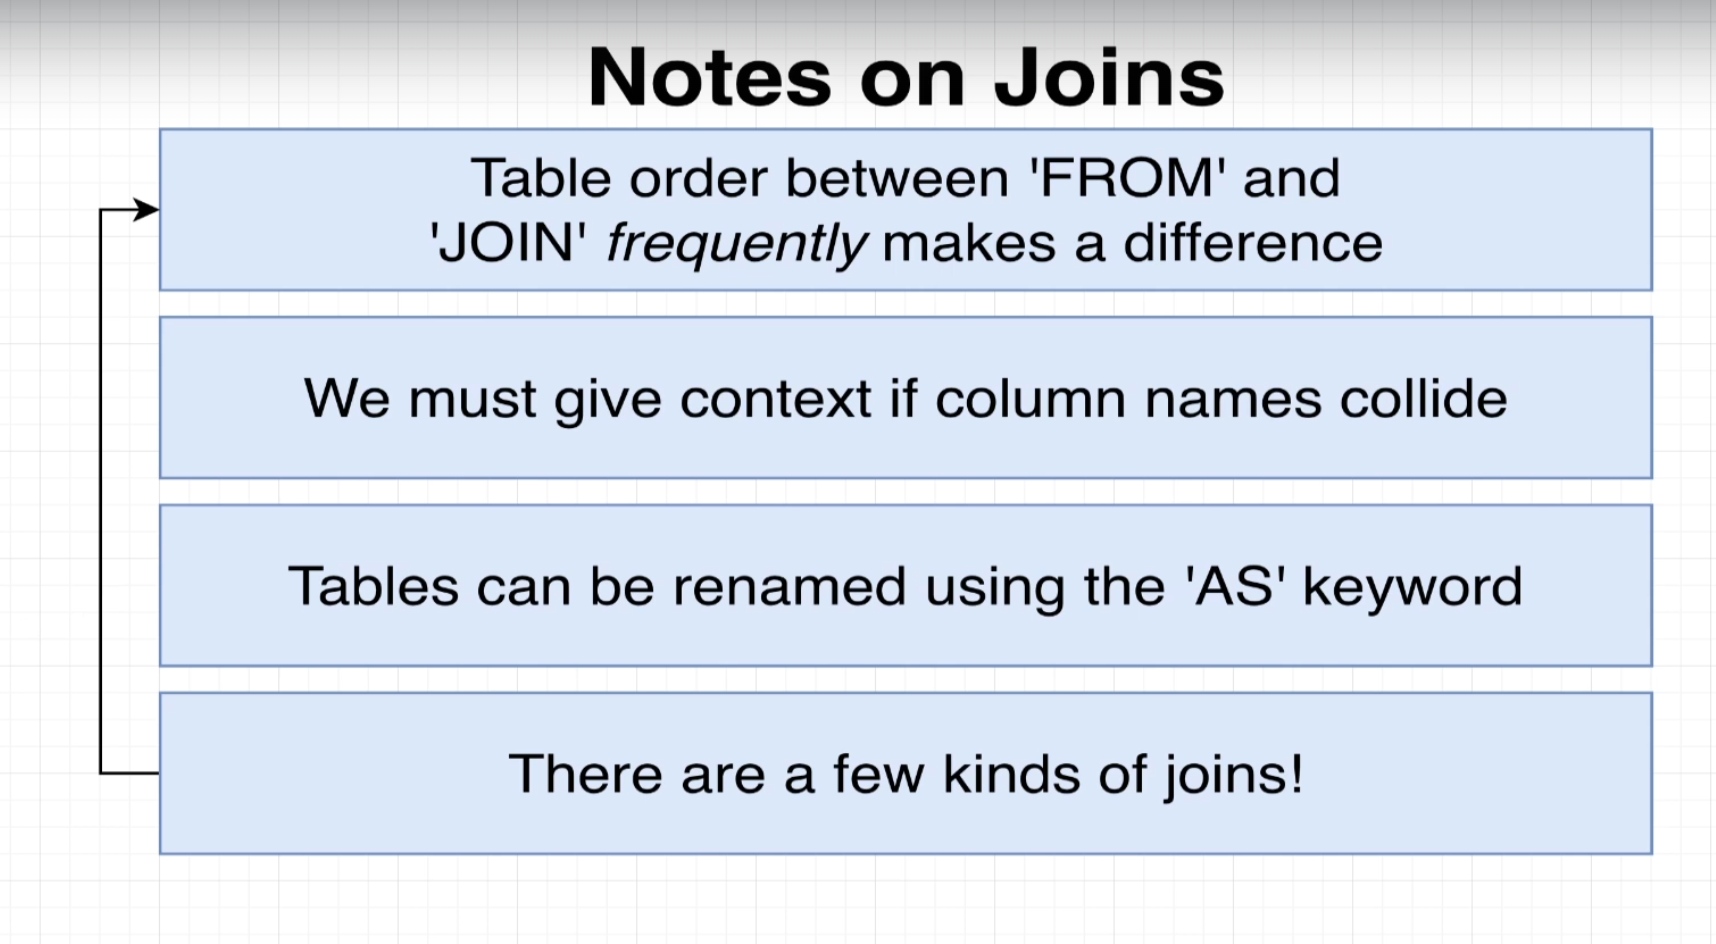 Notes on Joins
Table order between 'FROM' and
'JOIN' frequently makes a difference
We must give context if column names collide
Tables can be renamed using the 'AS' keyword
There are a few kinds of joins!